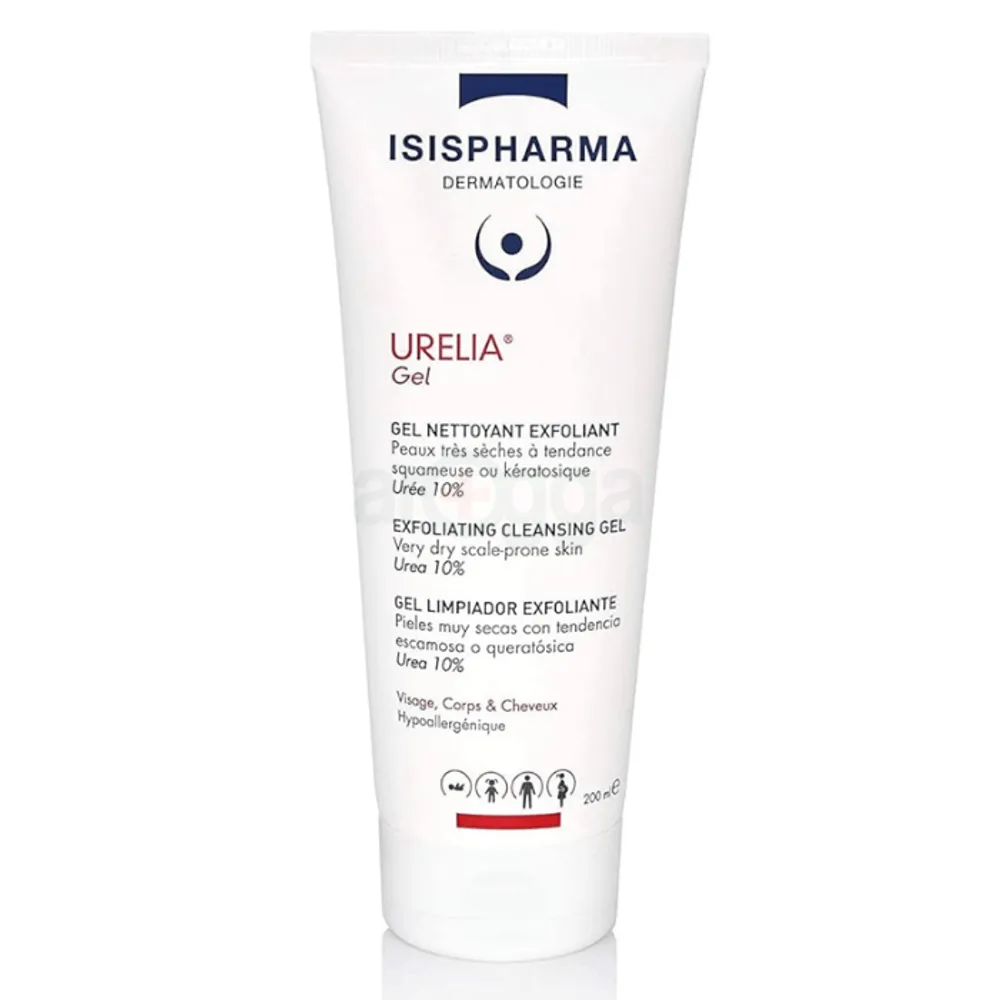 ISISPHARMA
DERMATOLOGIE
URELIA®
Gel
GEL NETTOYANT EXFOLIANT
Peaux très sèches à tendance
squameuse ou kératosique
Urée 10%
EXFOLIATING CLEANSING GEL
Very dry scale-prone skin
Urea 10%
GEL LIMPIADOR EXFOLIANTE
Pieles muy secas con tendencia
escamosa o queratósica
Urea 10%
Visage, Corps & Cheveux
Hypoallergénique
200 ml ℮